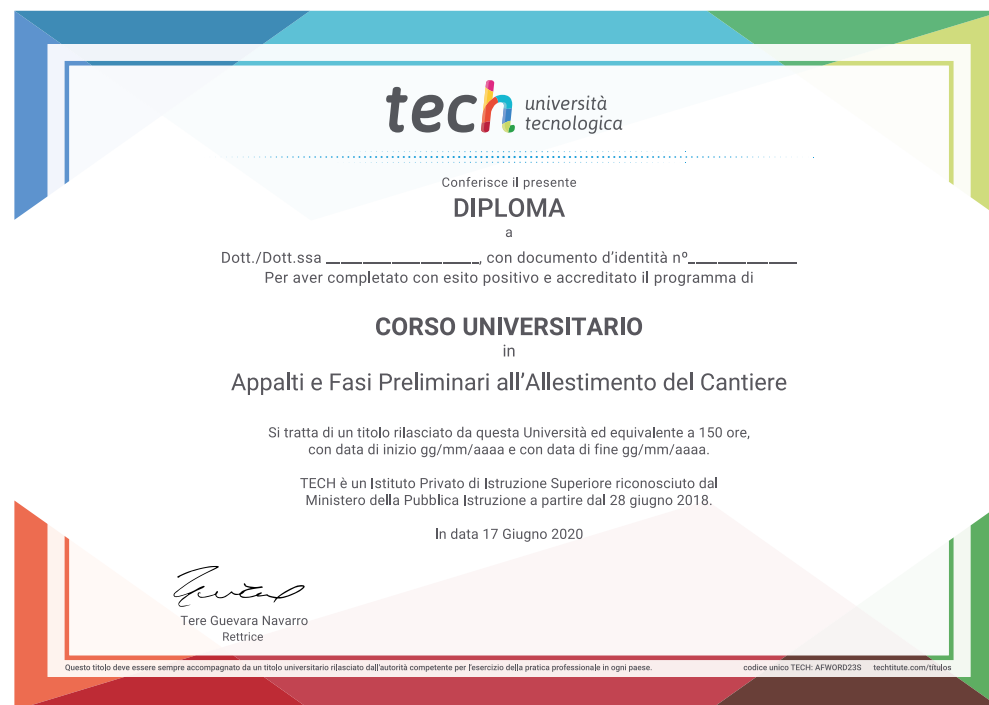 tech università
tecnologica
Conferisce il presente
DIPLOMA
a
Dott./Dott.ssa ____________________, con documento d'identità nº______________
Per aver completato con esito positivo e accreditato il programma di
CORSO UNIVERSITARIO
in
Appalti e Fasi Preliminari all'Allestimento del Cantiere
Si tratta di un titolo rilasciato da questa Università ed equivalente a 150 ore,
con data di inizio gg/mm/aaaa e con data di fine gg/mm/aaaa.
TECH è un Istituto Privato di Istruzione Superiore riconosciuto dal
Ministero della Pubblica Istruzione a partire dal 28 giugno 2018.
In data 17 Giugno 2020
Tere Guevara Navarro
Rettrice
Questo titolo deve essere sempre accompagnato da un titolo universitario rilasciato dall'autorità competente per l'esercizio della pratica professionale in ogni paese.
codice unico TECH: AFWORD23S techtitute.com/titulos